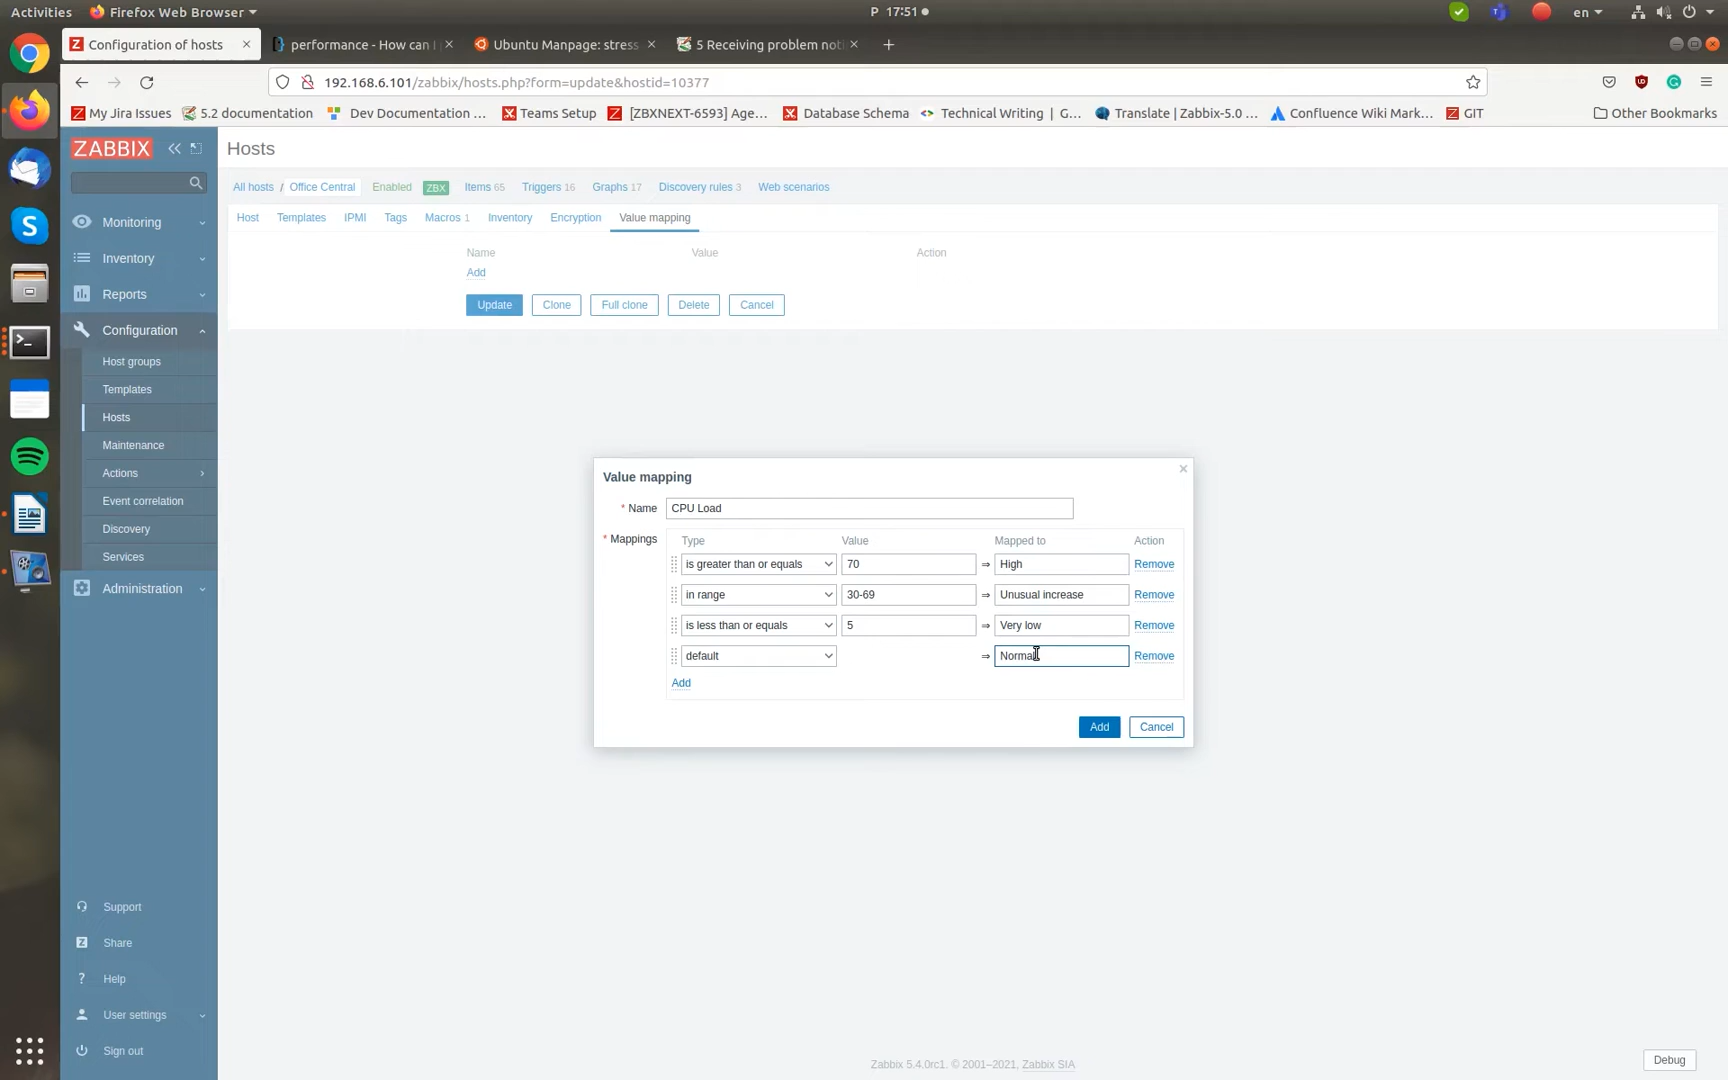 Activities Firefox Web Browser P 17:51 en
Configuration of hosts performance - How can I Ubuntu Manpage: stress 5 Receiving problem noti
192.168.6.101/zabbix/hosts.php?form=update&hostid=10377
My Jira Issues 5.2 documentation Dev Documentation ... Teams Setup [ZBXNEXT-6593] Age... Database Schema Technical Writing | G... Translate | Zabbix-5.0 ... Confluence Wiki Mark... GIT Other Bookmarks
ZABBIX
Monitoring
Inventory
Reports
Configuration
Host groups
Templates
Hosts
Maintenance
Actions
Event correlation
Discovery
Services
Administration
Support
Share
Help
User settings
Sign out
Hosts
All hosts / Office Central Enabled ZBX Items 65 Triggers 16 Graphs 17 Discovery rules 3 Web scenarios
Host Templates IPMI Tags Macros 1 Inventory Encryption Value mapping
Name Value Action
Add
Update Clone Full clone Delete Cancel
Value mapping
* Name CPU Load
* Mappings Type Value Mapped to Action
is greater than or equals 70 ⇒ High Remove
in range 30-69 ⇒ Unusual increase Remove
is less than or equals 5 ⇒ Very low Remove
default ⇒ Normal Remove
Add
Add Cancel
Zabbix 5.4.0rc1. © 2001–2021, Zabbix SIA
Debug